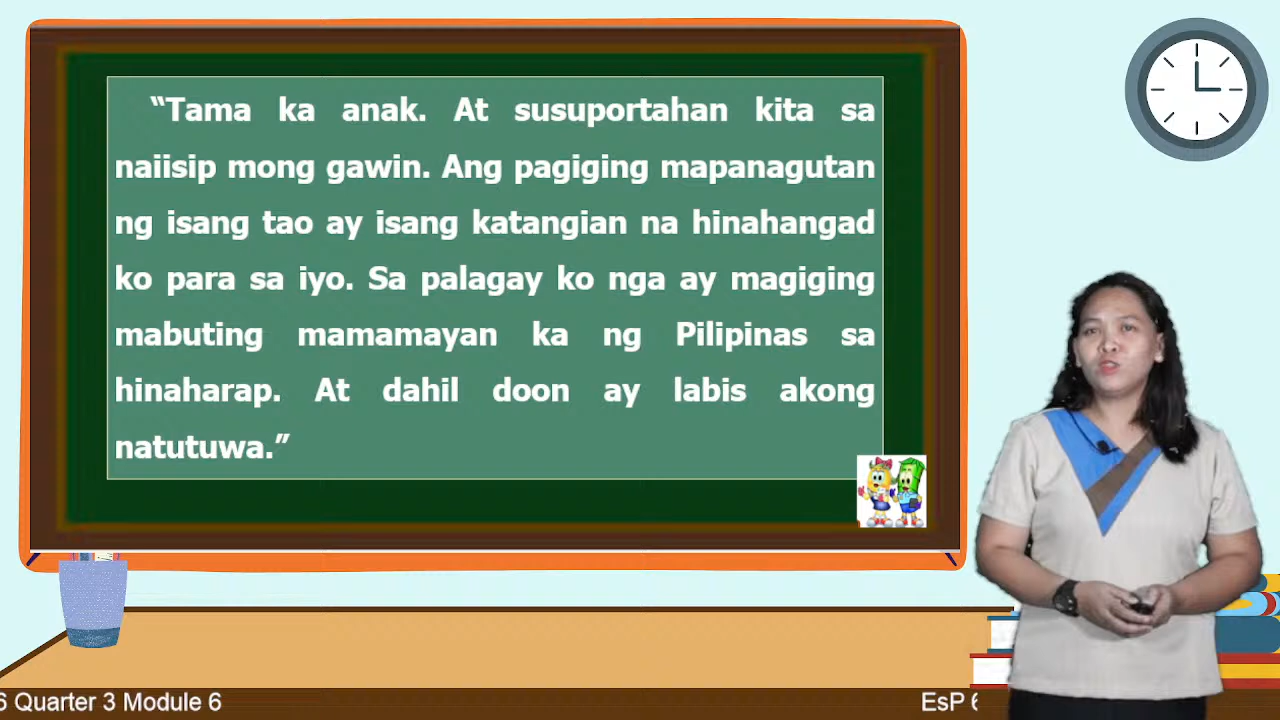 “Tama ka anak. At susuportahan kita sa
naiisip mong gawin. Ang pagiging mapanagutan
ng isang tao ay isang katangian na hinahangad
ko para sa iyo. Sa palagay ko nga ay magiging
mabuting mamamayan ka ng Pilipinas sa
hinaharap. At dahil doon ay labis akong
natutuwa.”
6 Quarter 3 Module 6
EsP 6